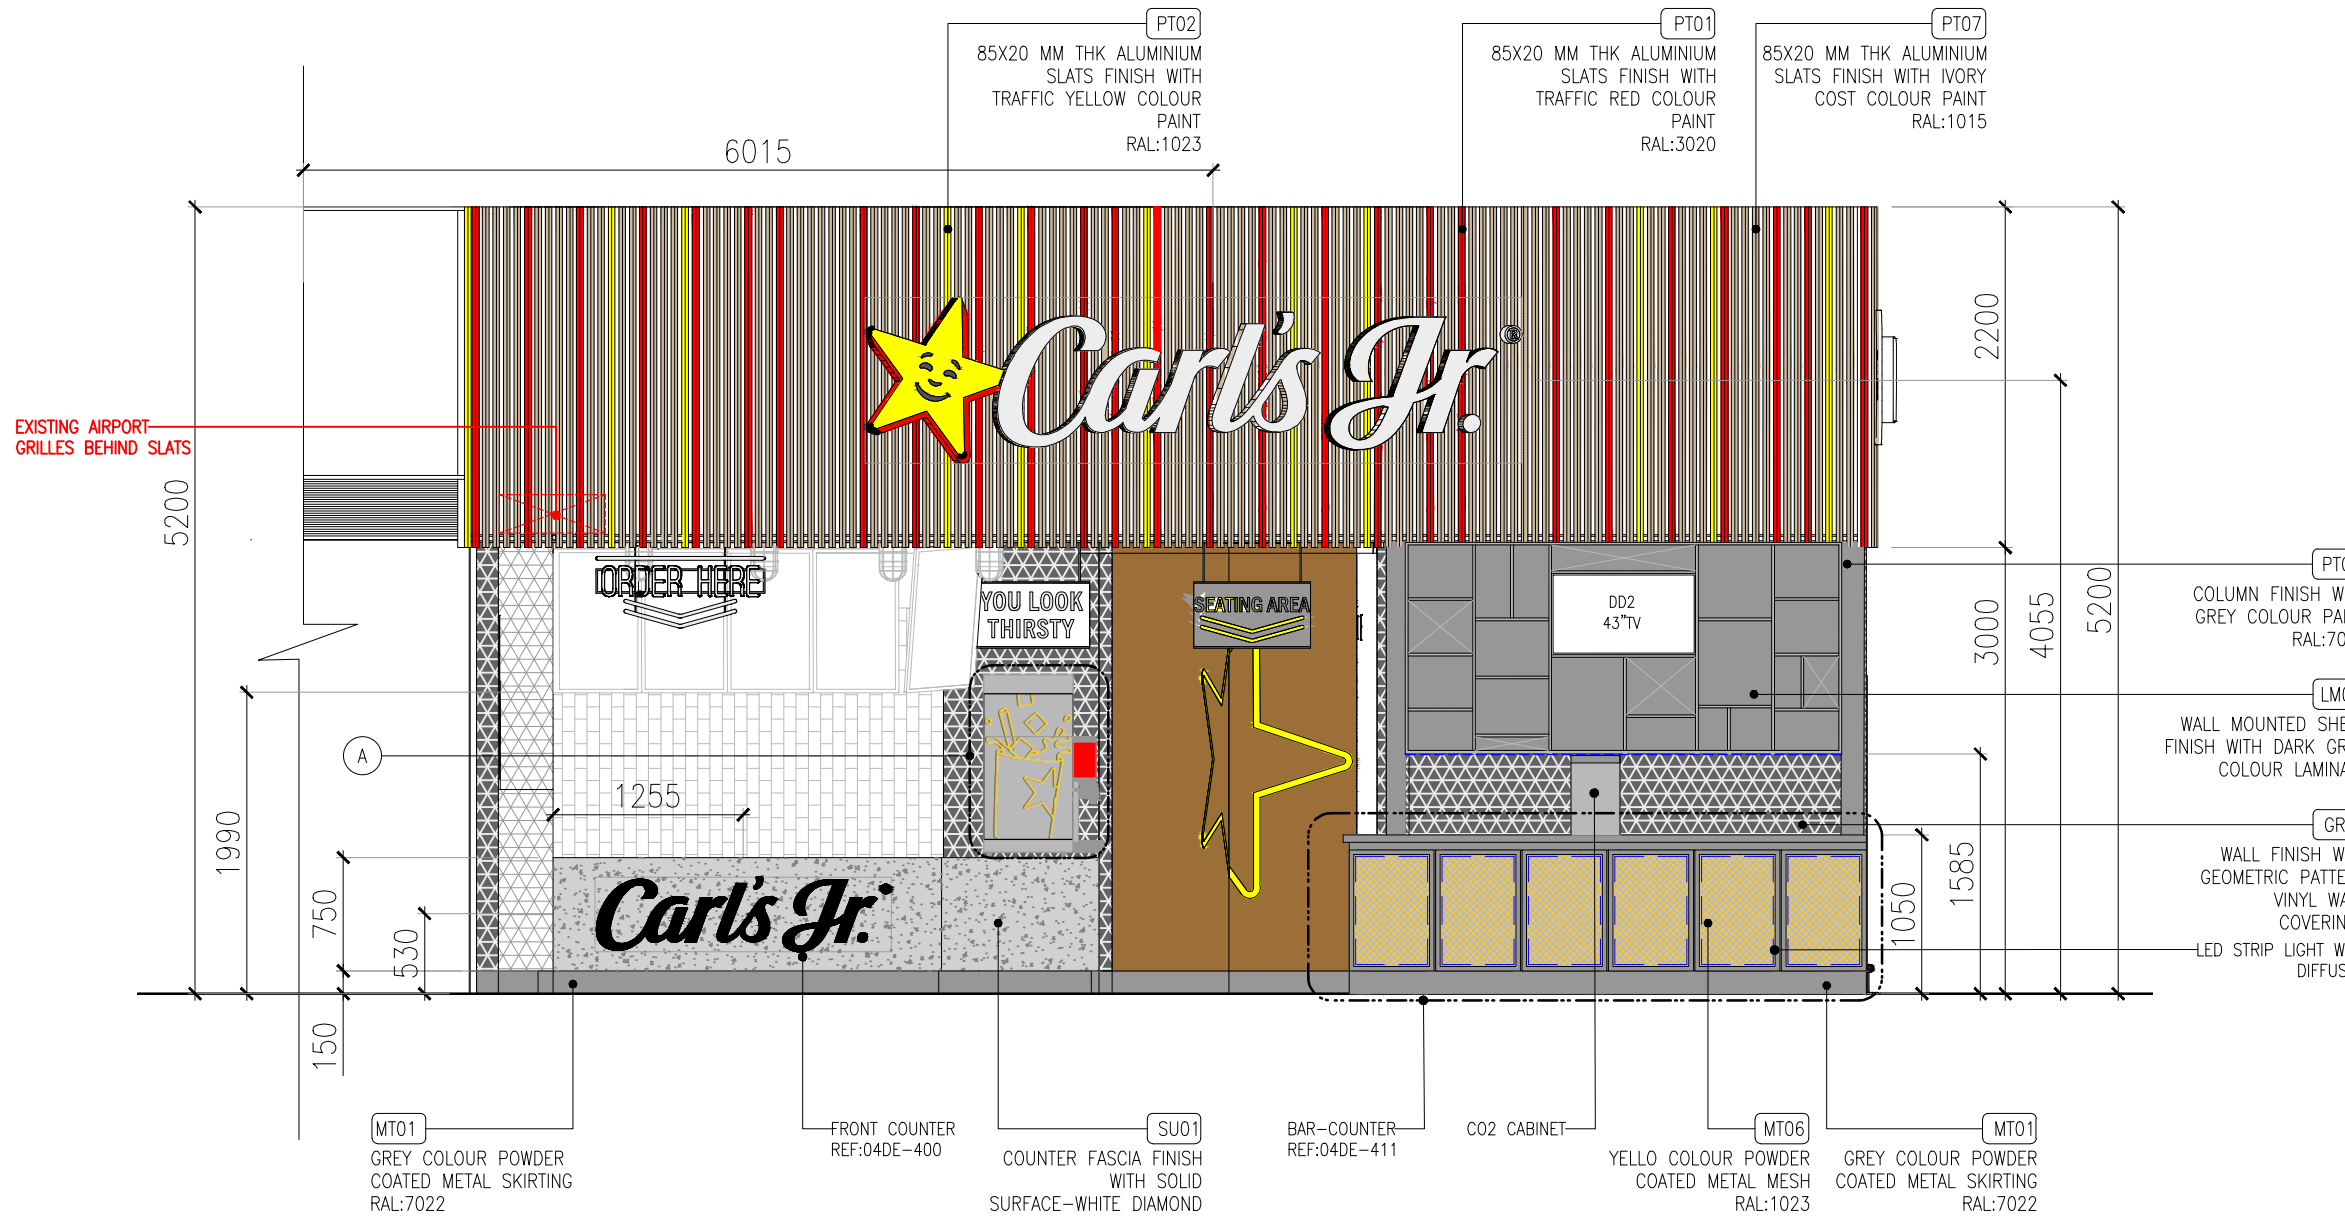 PT02
85X20 MM THK ALUMINIUM
SLATS FINISH WITH
TRAFFIC YELLOW COLOUR
PAINT
RAL:1023
PT01
85X20 MM THK ALUMINIUM
SLATS FINISH WITH
TRAFFIC RED COLOUR
PAINT
RAL:3020
PT07
85X20 MM THK ALUMINIUM
SLATS FINISH WITH IVORY
COST COLOUR PAINT
RAL:1015
6015
Carl's Jr.®
EXISTING AIRPORT
GRILLES BEHIND SLATS
5200
2200
3000
4055
5200
ORDER HERE
YOU LOOK
THIRSTY
SEATING AREA
DD2
43"TV
PT0
COLUMN FINISH W
GREY COLOUR PA
RAL:70
LM0
WALL MOUNTED SHE
FINISH WITH DARK GR
COLOUR LAMINA
A
1255
1990
750
530
150
GR
WALL FINISH W
GEOMETRIC PATTE
VINYL WA
COVERIN
LED STRIP LIGHT W
DIFFUS
1050
1585
Carl's Jr.
MT01
GREY COLOUR POWDER
COATED METAL SKIRTING
RAL:7022
FRONT COUNTER
REF:04DE-400
SU01
COUNTER FASCIA FINISH
WITH SOLID
SURFACE-WHITE DIAMOND
BAR-COUNTER
REF:04DE-411
CO2 CABINET
MT06
YELLO COLOUR POWDER
COATED METAL MESH
RAL:1023
MT01
GREY COLOUR POWDER
COATED METAL SKIRTING
RAL:7022